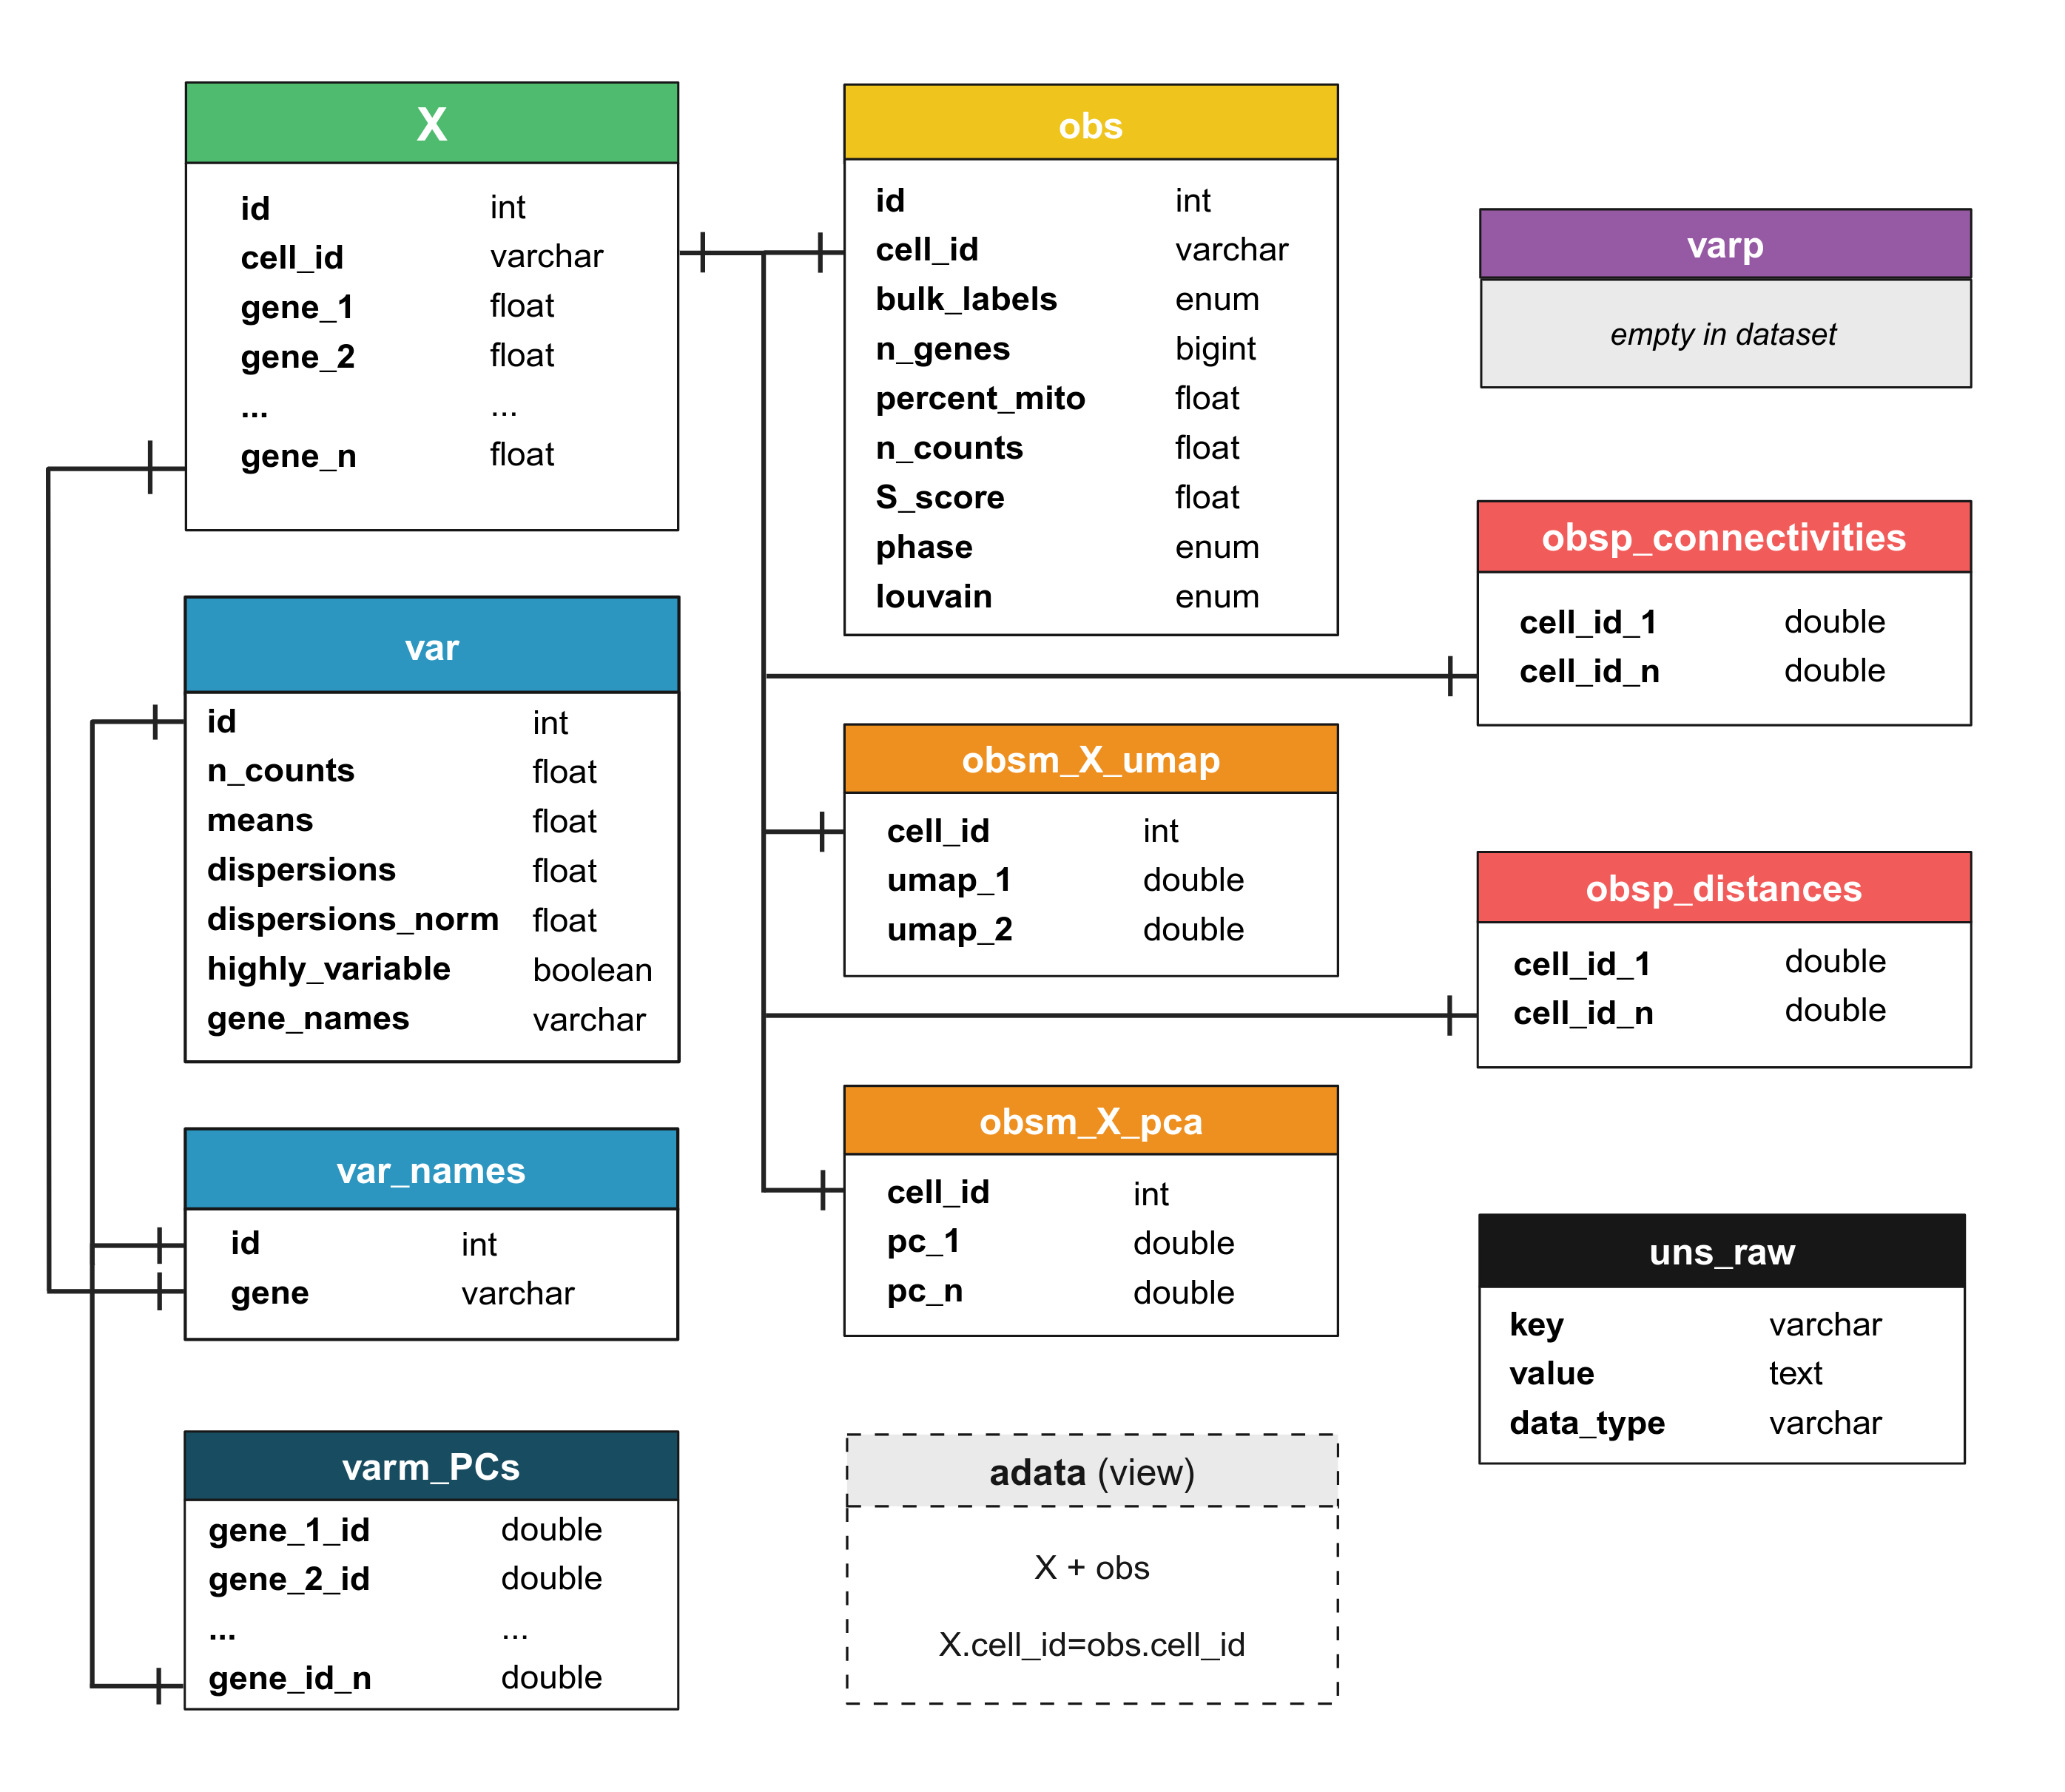 X
id int
cell_id varchar
gene_1 float
gene_2 float
... ...
gene_n float
var
id int
n_counts float
means float
dispersions float
dispersions_norm float
highly_variable boolean
gene_names varchar
var_names
id int
gene varchar
varm_PCs
gene_1_id double
gene_2_id double
... ...
gene_id_n double
obs
id int
cell_id varchar
bulk_labels enum
n_genes bigint
percent_mito float
n_counts float
S_score float
phase enum
louvain enum
obsm_X_umap
cell_id int
umap_1 double
umap_2 double
obsm_X_pca
cell_id int
pc_1 double
pc_n double
adata (view)
X + obs
X.cell_id=obs.cell_id
varp
empty in dataset
obsp_connectivities
cell_id_1 double
cell_id_n double
obsp_distances
cell_id_1 double
cell_id_n double
uns_raw
key varchar
value text
data_type varchar